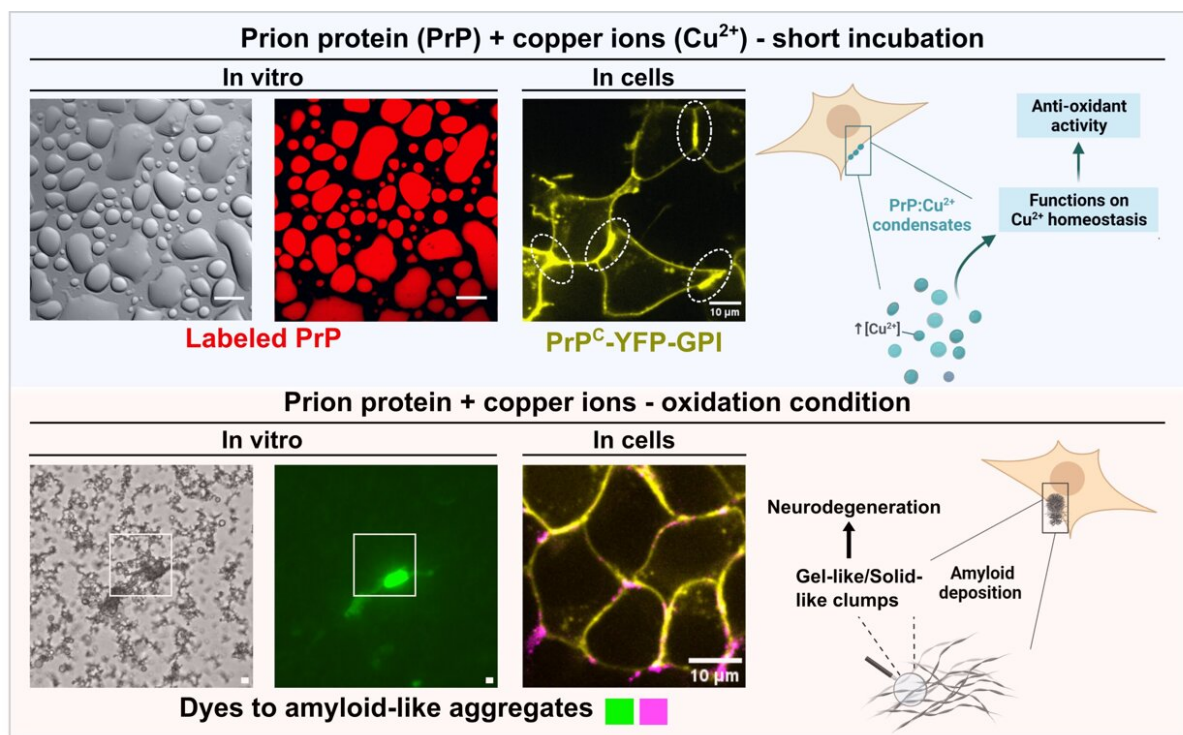 Prion protein (PrP) + copper ions (Cu²⁺) - short incubation
In vitro
In cells
Labeled PrP
10 µm
PrPᶜ-YFP-GPI
PrP:Cu²⁺
condensates
↑[Cu²⁺]
Anti-oxidant
activity
Functions on
Cu²⁺ homeostasis
Prion protein + copper ions - oxidation condition
In vitro
In cells
10 µm
Dyes to amyloid-like aggregates
Neurodegeneration
Gel-like/Solid-
like clumps
Amyloid
deposition